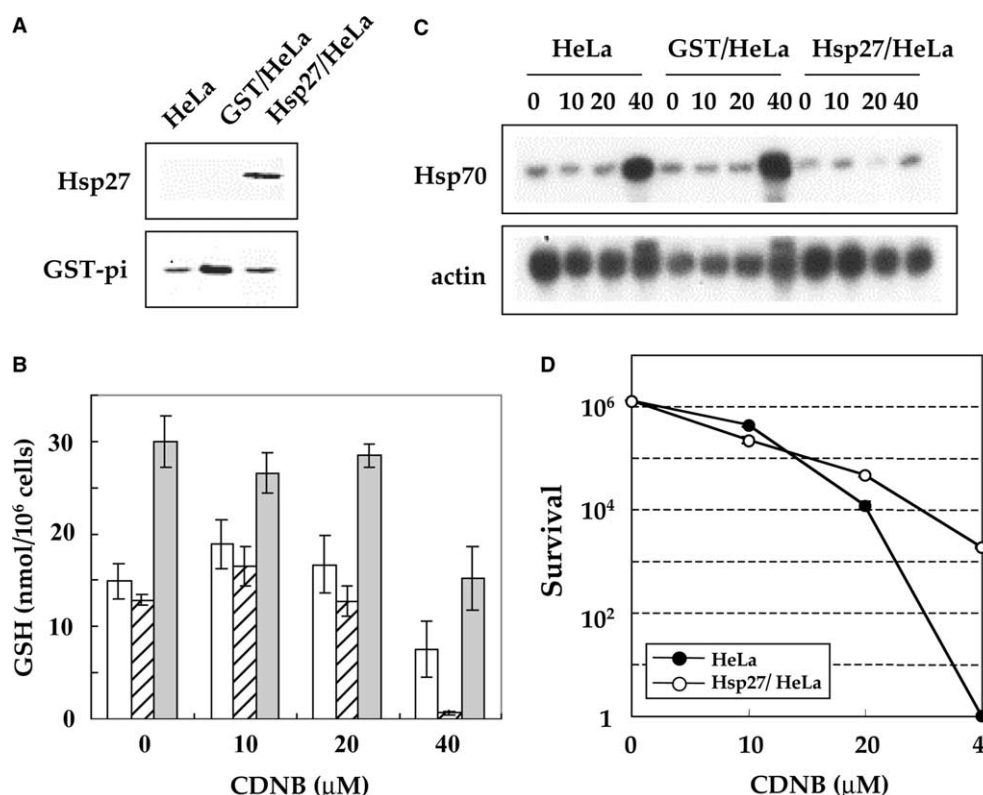 A
HeLa
GST/HeLa
Hsp27/HeLa
Hsp27
GST-pi
C
HeLa GST/HeLa Hsp27/HeLa
0 10 20 40 0 10 20 40 0 10 20 40
Hsp70
actin
B
GSH (nmol/10⁶ cells)
30
20
10
0
0 10 20 40
CDNB (μM)
D
Survival
10⁶
10⁴
10²
1
HeLa
Hsp27/ HeLa
0 10 20 4
CDNB (μM)